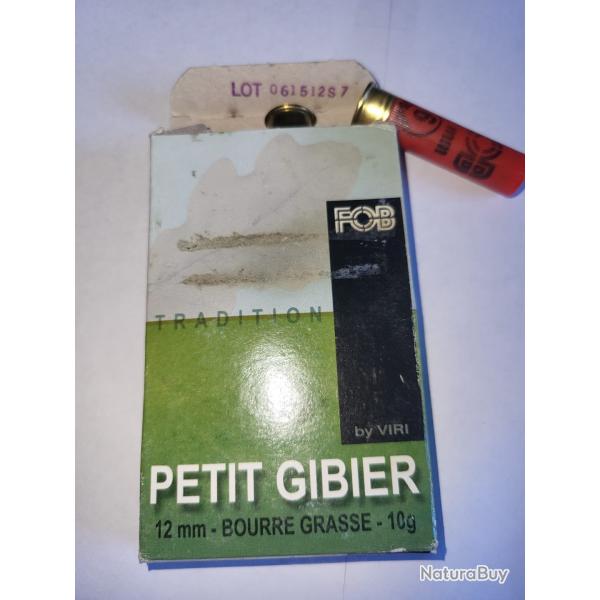 LOT 061512S7
FOB
TRADITION
by VIRI
PETIT GIBIER
12 mm - BOURRE GRASSE - 10g
NaturaBuy